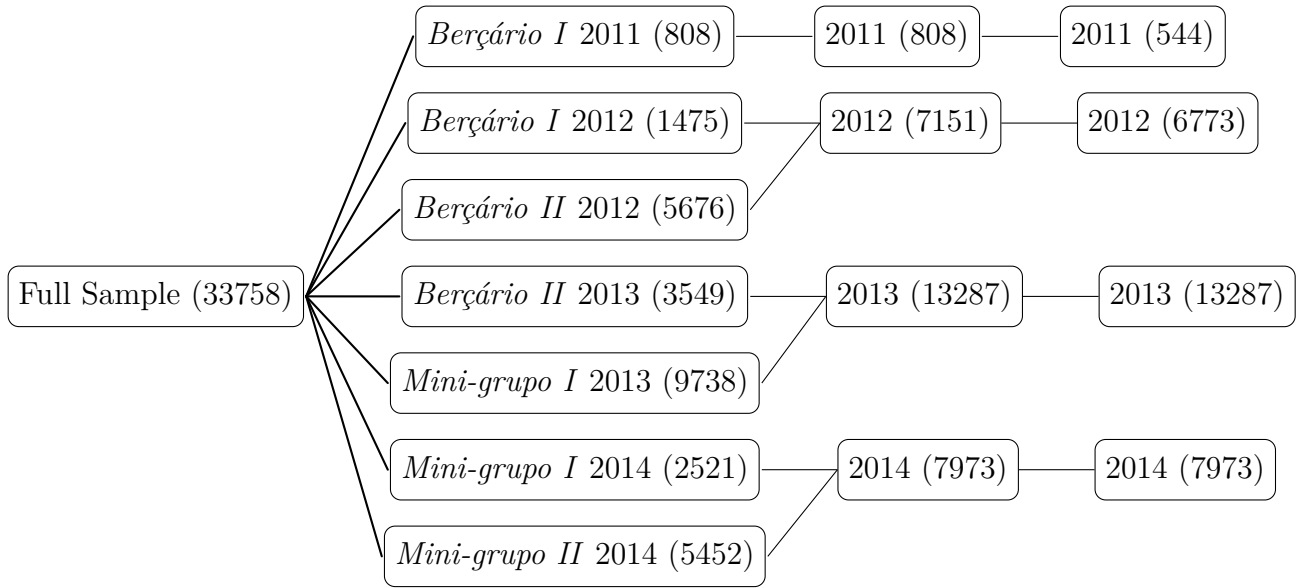 Berçário I 2011 (808) 2011 (808) 2011 (544)
Berçário I 2012 (1475) 2012 (7151) 2012 (6773)
Berçário II 2012 (5676)
Full Sample (33758) Berçário II 2013 (3549) 2013 (13287) 2013 (13287)
Mini-grupo I 2013 (9738)
Mini-grupo I 2014 (2521) 2014 (7973) 2014 (7973)
Mini-grupo II 2014 (5452)